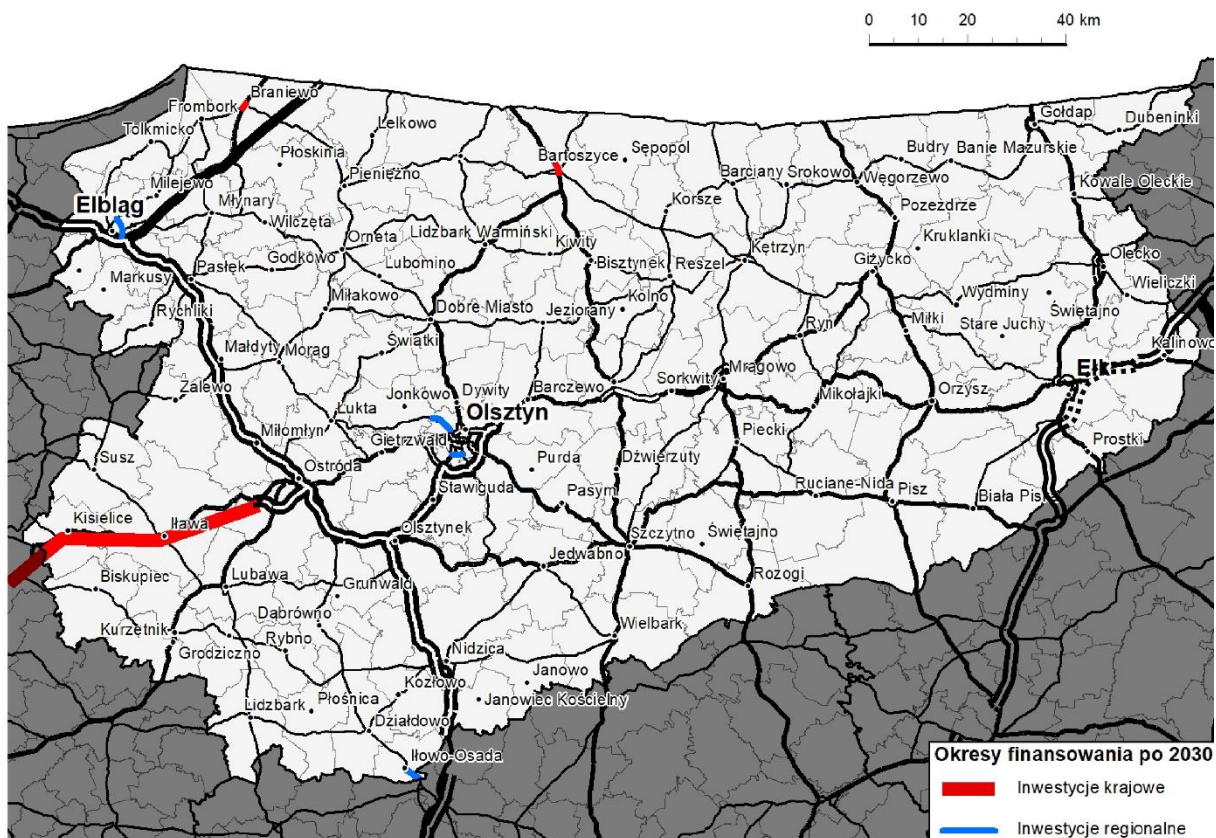 0 10 20 40 km
Braniewo
Frombork
Tolkmicko
Lelkowo
Płoskinia
Gołdap
Dubeninki
Bartoszyce
Sępopol
Budry
Banie Mazurskie
Milejewo
Pieniężno
Barciany
Srokowo
Węgorzewo
Kowale Oleckie
Elbląg
Młynary
Wilczęta
Korsze
Pozezdrze
Orneta
Lidzbark Warmiński
Kiwity
Kętrzyn
Kruklanki
Olecko
Markusy
Pasłęk
Godkowo
Lubomino
Bisztynek
Reszel
Giżycko
Wieliczki
Rychliki
Miłakowo
Dobre Miasto
Jeziorany
Kolno
Wydminy
Świętajno
Miłki
Stare Juchy
Ryn
Małdyty
Morąg
Świątki
Kalinowo
Zalewo
Jonkowo
Dywity
Barczewo
Sorkwity
Mrągowo
Ełk
Łukta
Olsztyn
Mikołajki
Orzysz
Miłomłyn
Gietrzwałd
Piecki
Prostki
Susz
Ostróda
Purda
Dźwierzuty
Stawiguda
Pasym
Ruciane-Nida
Pisz
Biała Pis
Kisielice
Iława
Olsztynek
Szczytno
Świętajno
Jedwabno
Biskupiec
Lubawa
Grunwald
Rozogi
Dąbrówno
Kurzętnik
Rybno
Wielbark
Grodziczno
Nidzica
Janowo
Kozłowo
Lidzbark
Płośnica
Janowiec Kościelny
Działdowo
Iłowo-Osada
Okresy finansowania po 2030
Inwestycje krajowe
Inwestycje regionalne